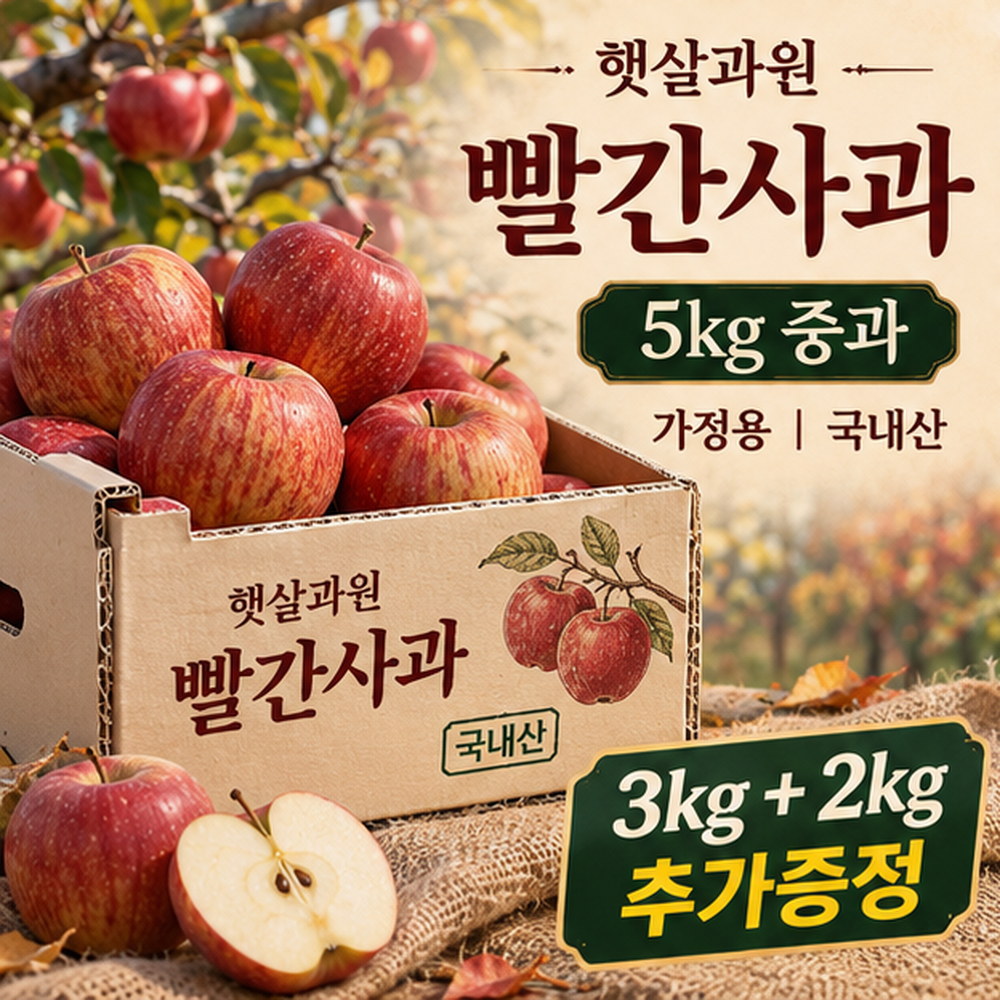 햇살과원
빨간사과
5kg 중과
가정용 | 국내산
햇살과원
빨간사과
국내산
3kg + 2kg
추가증정